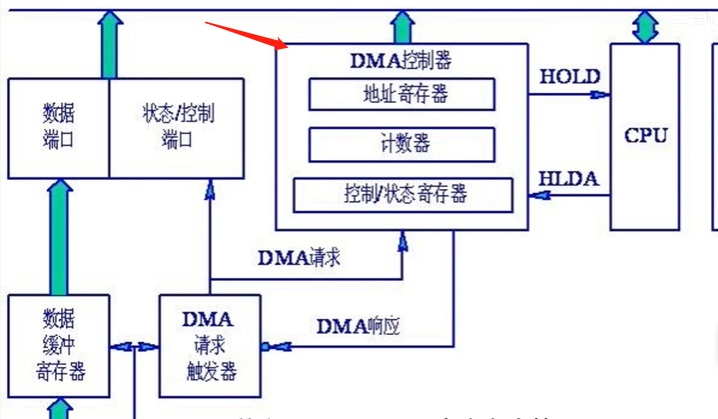 DMA控制器
地址寄存器
计数器
控制/状态寄存器
数据
端口
状态/控制
端口
HOLD
HLDA
CPU
DMA请求
DMA响应
数据
缓冲
寄存器
DMA
请求
触发器